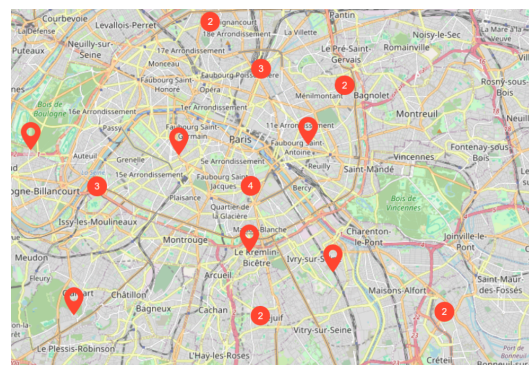 Courbevoie
Levallois-Perret
2
Pantin
Noisy-le-Sec
La Défense
Puteaux
Neuilly-sur-
Seine
17e Arrondissement
18e Arrondissement
La Villette
Le Pré-Saint-
Gervais
Romainville
Monceau
Faubourg Saint-
Honoré
Opéra
3
Ménilmontant
2
Bagnolet
Rosny-sous-
Bois
Bois de
Boulogne
16e Arrondissement
1er Arrondissement
Montreuil
Passy
Faubourg Saint-
Germain
Paris
11e Arrondissement
Faubourg Saint-
Antoine
Fontenay-sous-
Bois
Auteuil
Grenelle
5e Arrondissement
Reuilly
Vincennes
15e Arrondissement
Faubourg Saint-
Jacques
4
Bercy
Saint-Mandé
3
Plaisance
Quartier de
la Glacière
Bois de
Vincennes
Issy-les-Moulineaux
Montrouge
Le Kremlin
Bicêtre
Charenton-
le-Pont
Joinville-le-
Pont
Meudon
Fleury
Arcueil
Ivry-sur-
Maisons-Alfort
Saint-Maur
des-Fossés
Châtillon
Bagneux
Cachan
2
2
Vitry-sur-Seine
Le Plessis-Robinson
L'Haÿ-les-Roses
Créteil